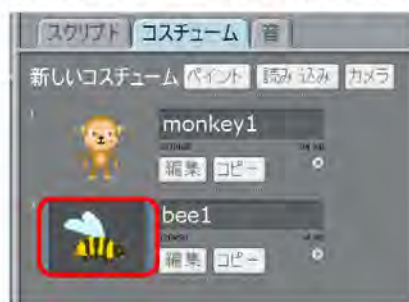 スクリプト コスチューム 音
新しいコスチューム ペイント 読み込み カメラ
1
monkey1
編集 コピー
bee1
編集 コピー